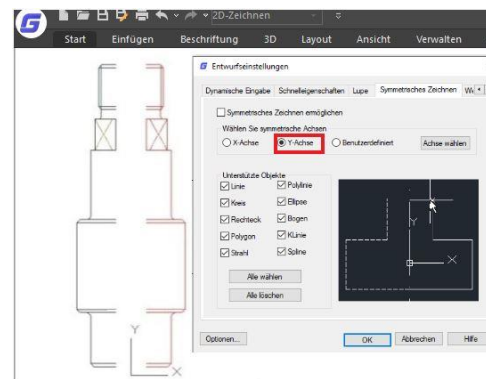 G
2D-Zeichnen
Start Einfügen Beschriftung 3D Layout Ansicht Verwalten
Entwurfseinstellungen
Dynamische Eingabe Schnelleigenschaften Lupe Symmetrisches Zeichnen
Symmetrisches Zeichnen ermöglichen
Wählen Sie symmetrische Achsen
X-Achse Y-Achse Benutzerdefiniert Achse wählen
Unterstützte Objekte
Linie Polylinie
Kreis Ellipse
Rechteck Bogen
Polygon KLinie
Strahl Spline
Alle wählen
Alle löschen
Y
X
Y
X
Optionen... OK Abbrechen Hilfe